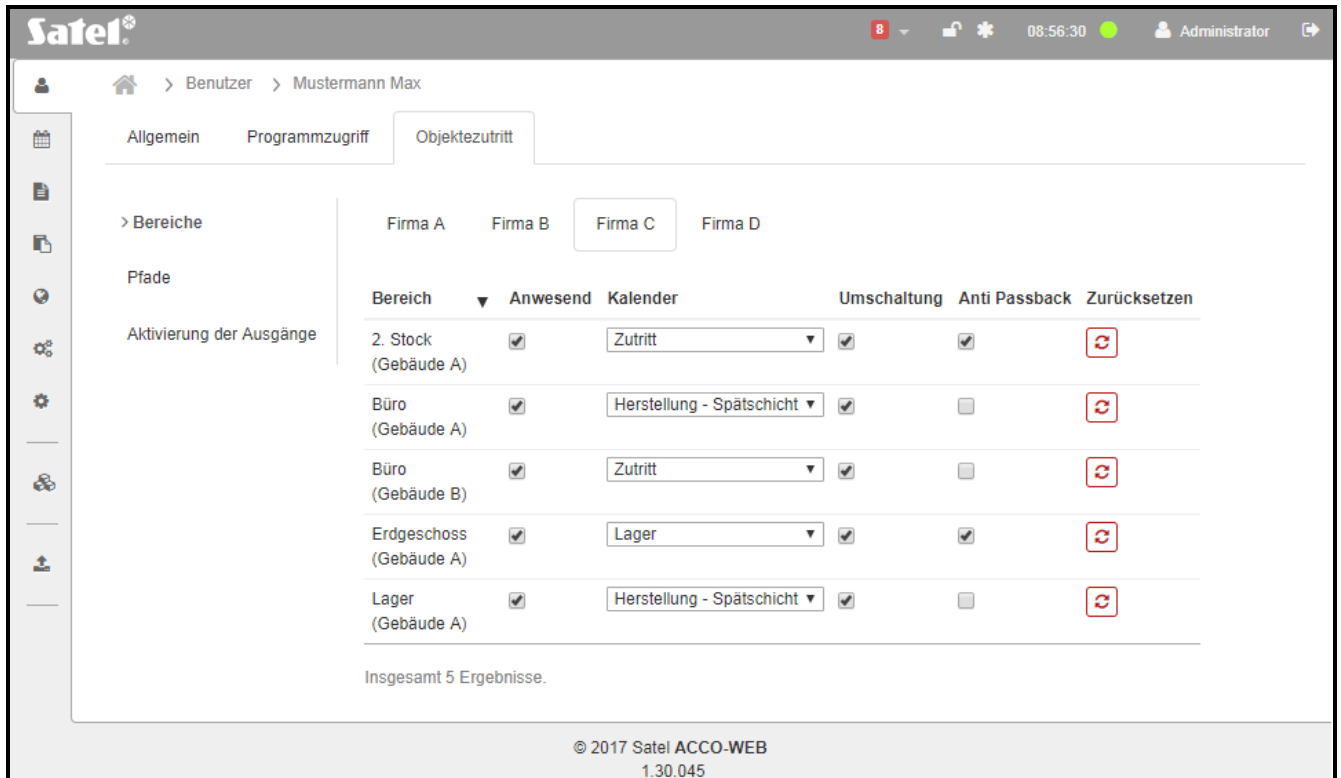 Satel®
8 08:56:30 Administrator
> Benutzer > Mustermann Max
Allgemein Programmzugriff Objektezutritt
> Bereiche
Pfade
Aktivierung der Ausgänge
Firma A Firma B Firma C Firma D
Bereich ▼ Anwesend Kalender Umschaltung Anti Passback Zurücksetzen
2. Stock Zutritt
(Gebäude A)
Büro Herstellung - Spätschicht
(Gebäude A)
Büro Zutritt
(Gebäude B)
Erdgeschoss Lager
(Gebäude A)
Lager Herstellung - Spätschicht
(Gebäude A)
Insgesamt 5 Ergebnisse.
© 2017 Satel ACCO-WEB
1.30.045